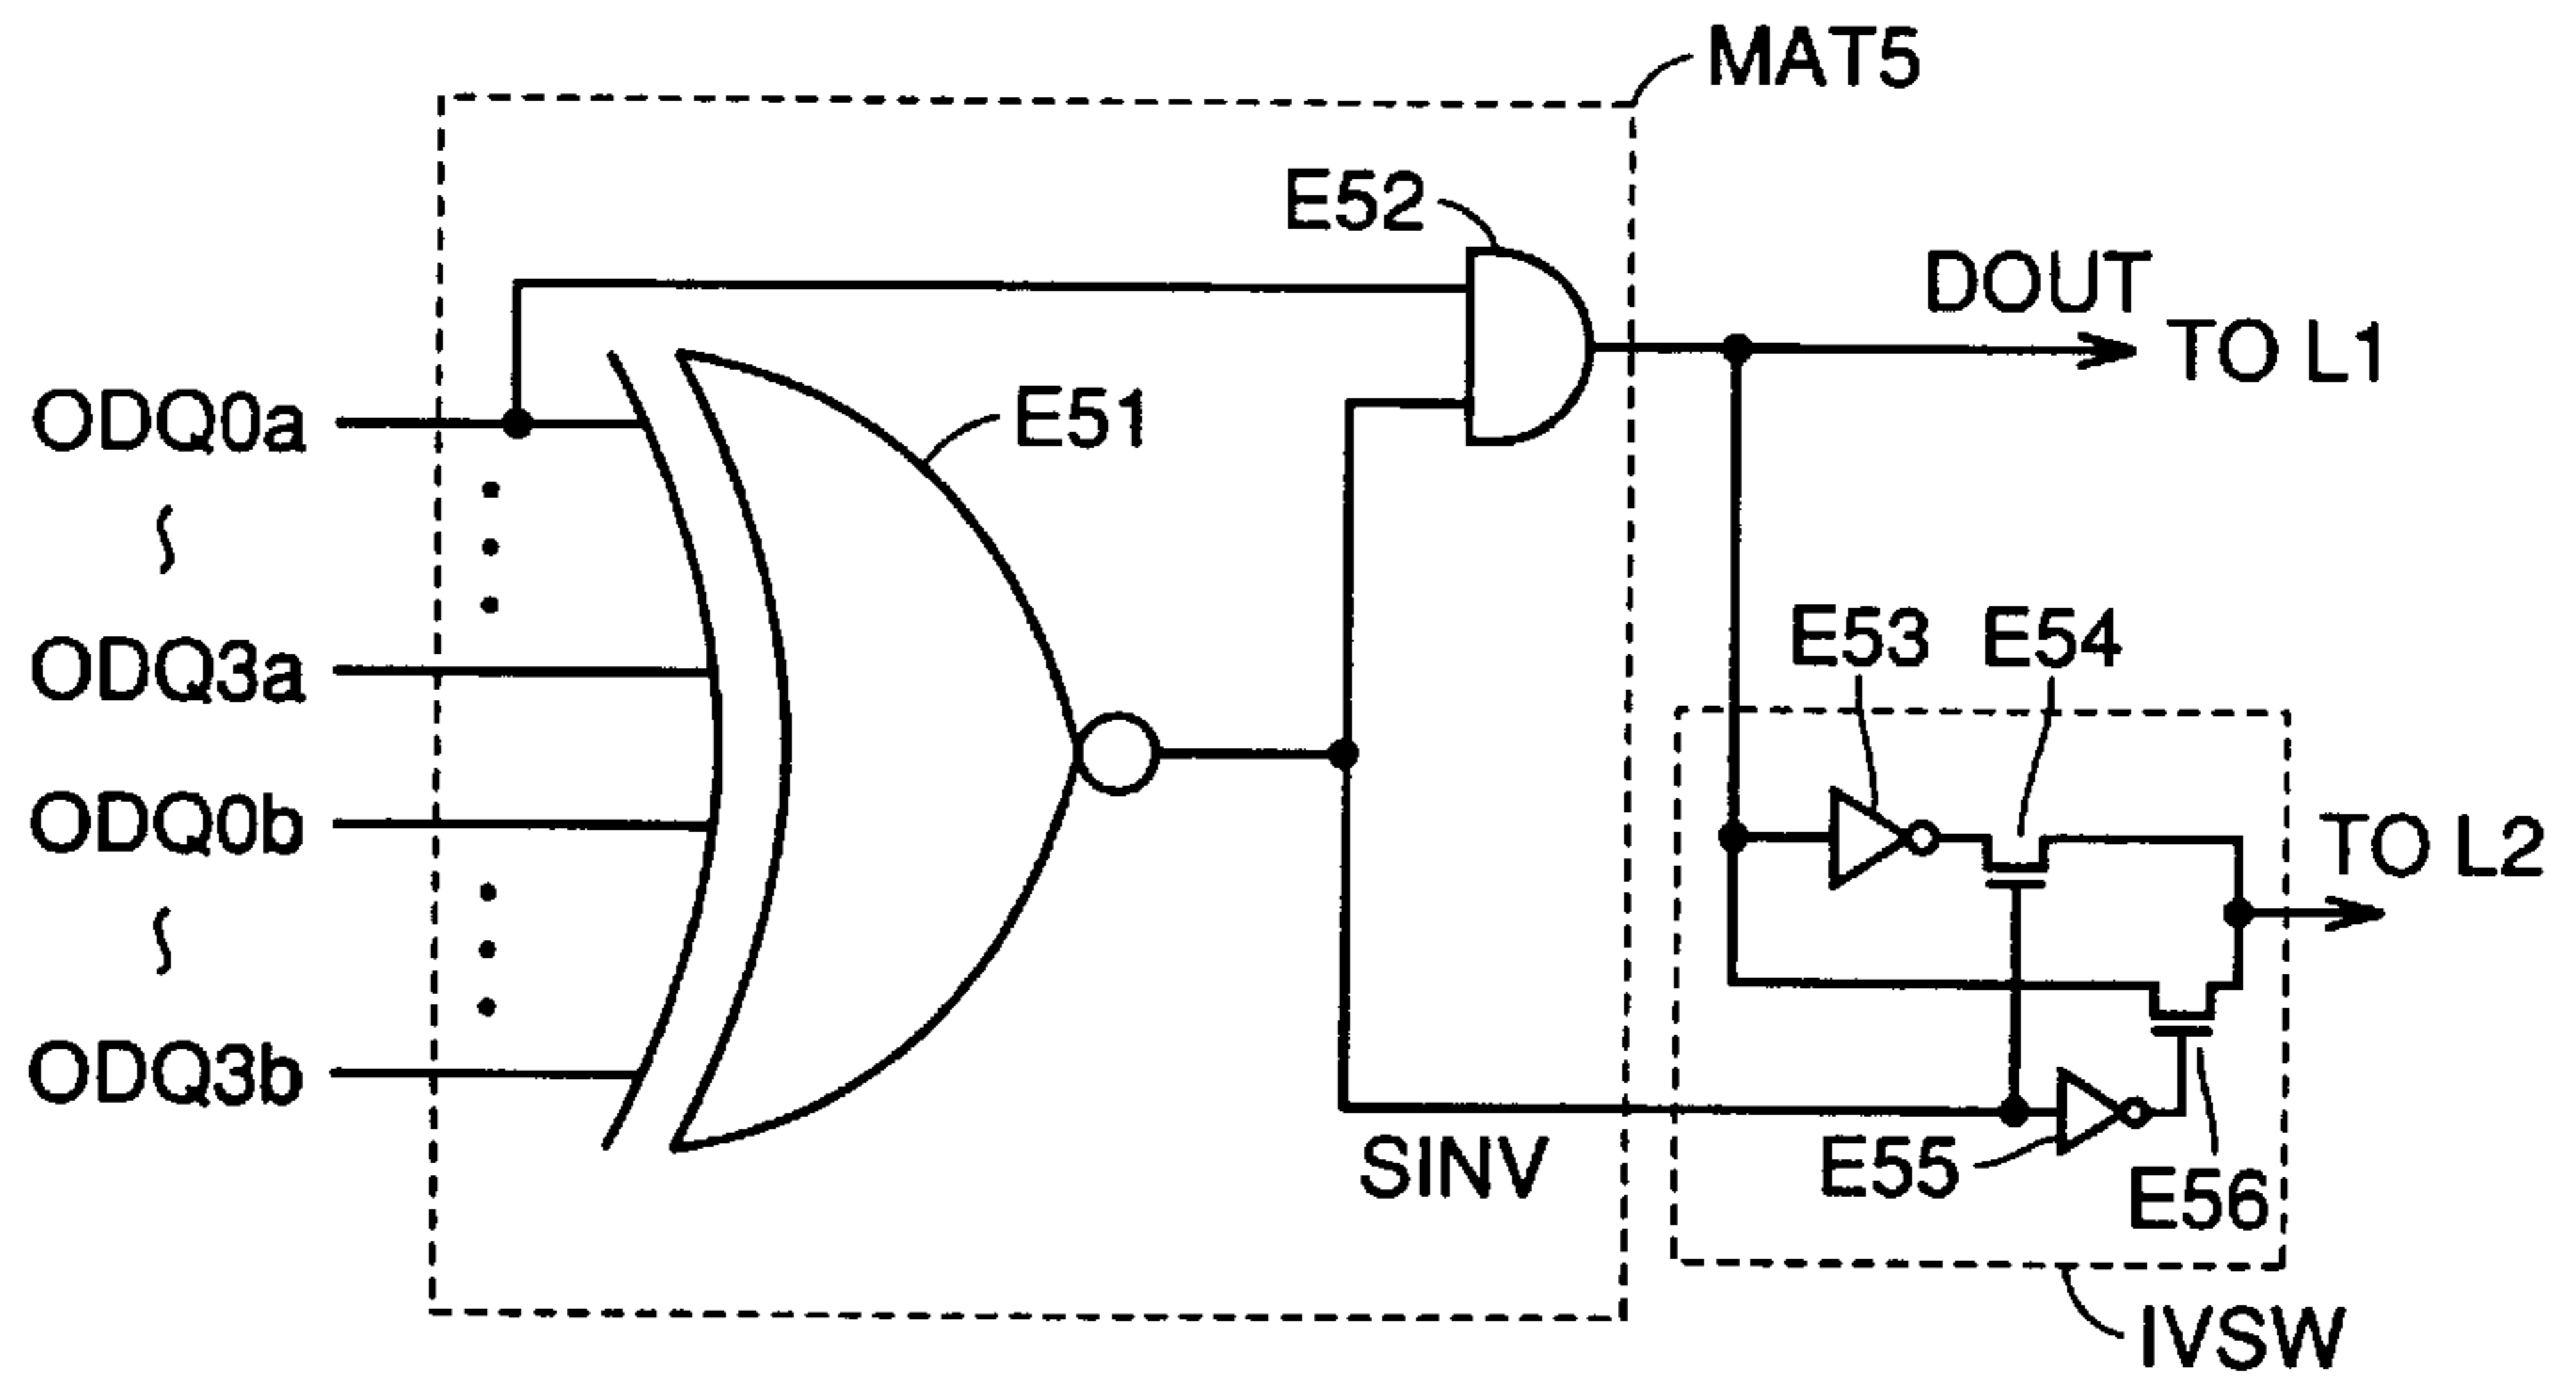 MAT5
E52
DOUT
TO L1
ODQ0a
E51
ODQ3a
E53
E54
ODQ0b
TO L2
ODQ3b
SINV
E55
E56
IVSW